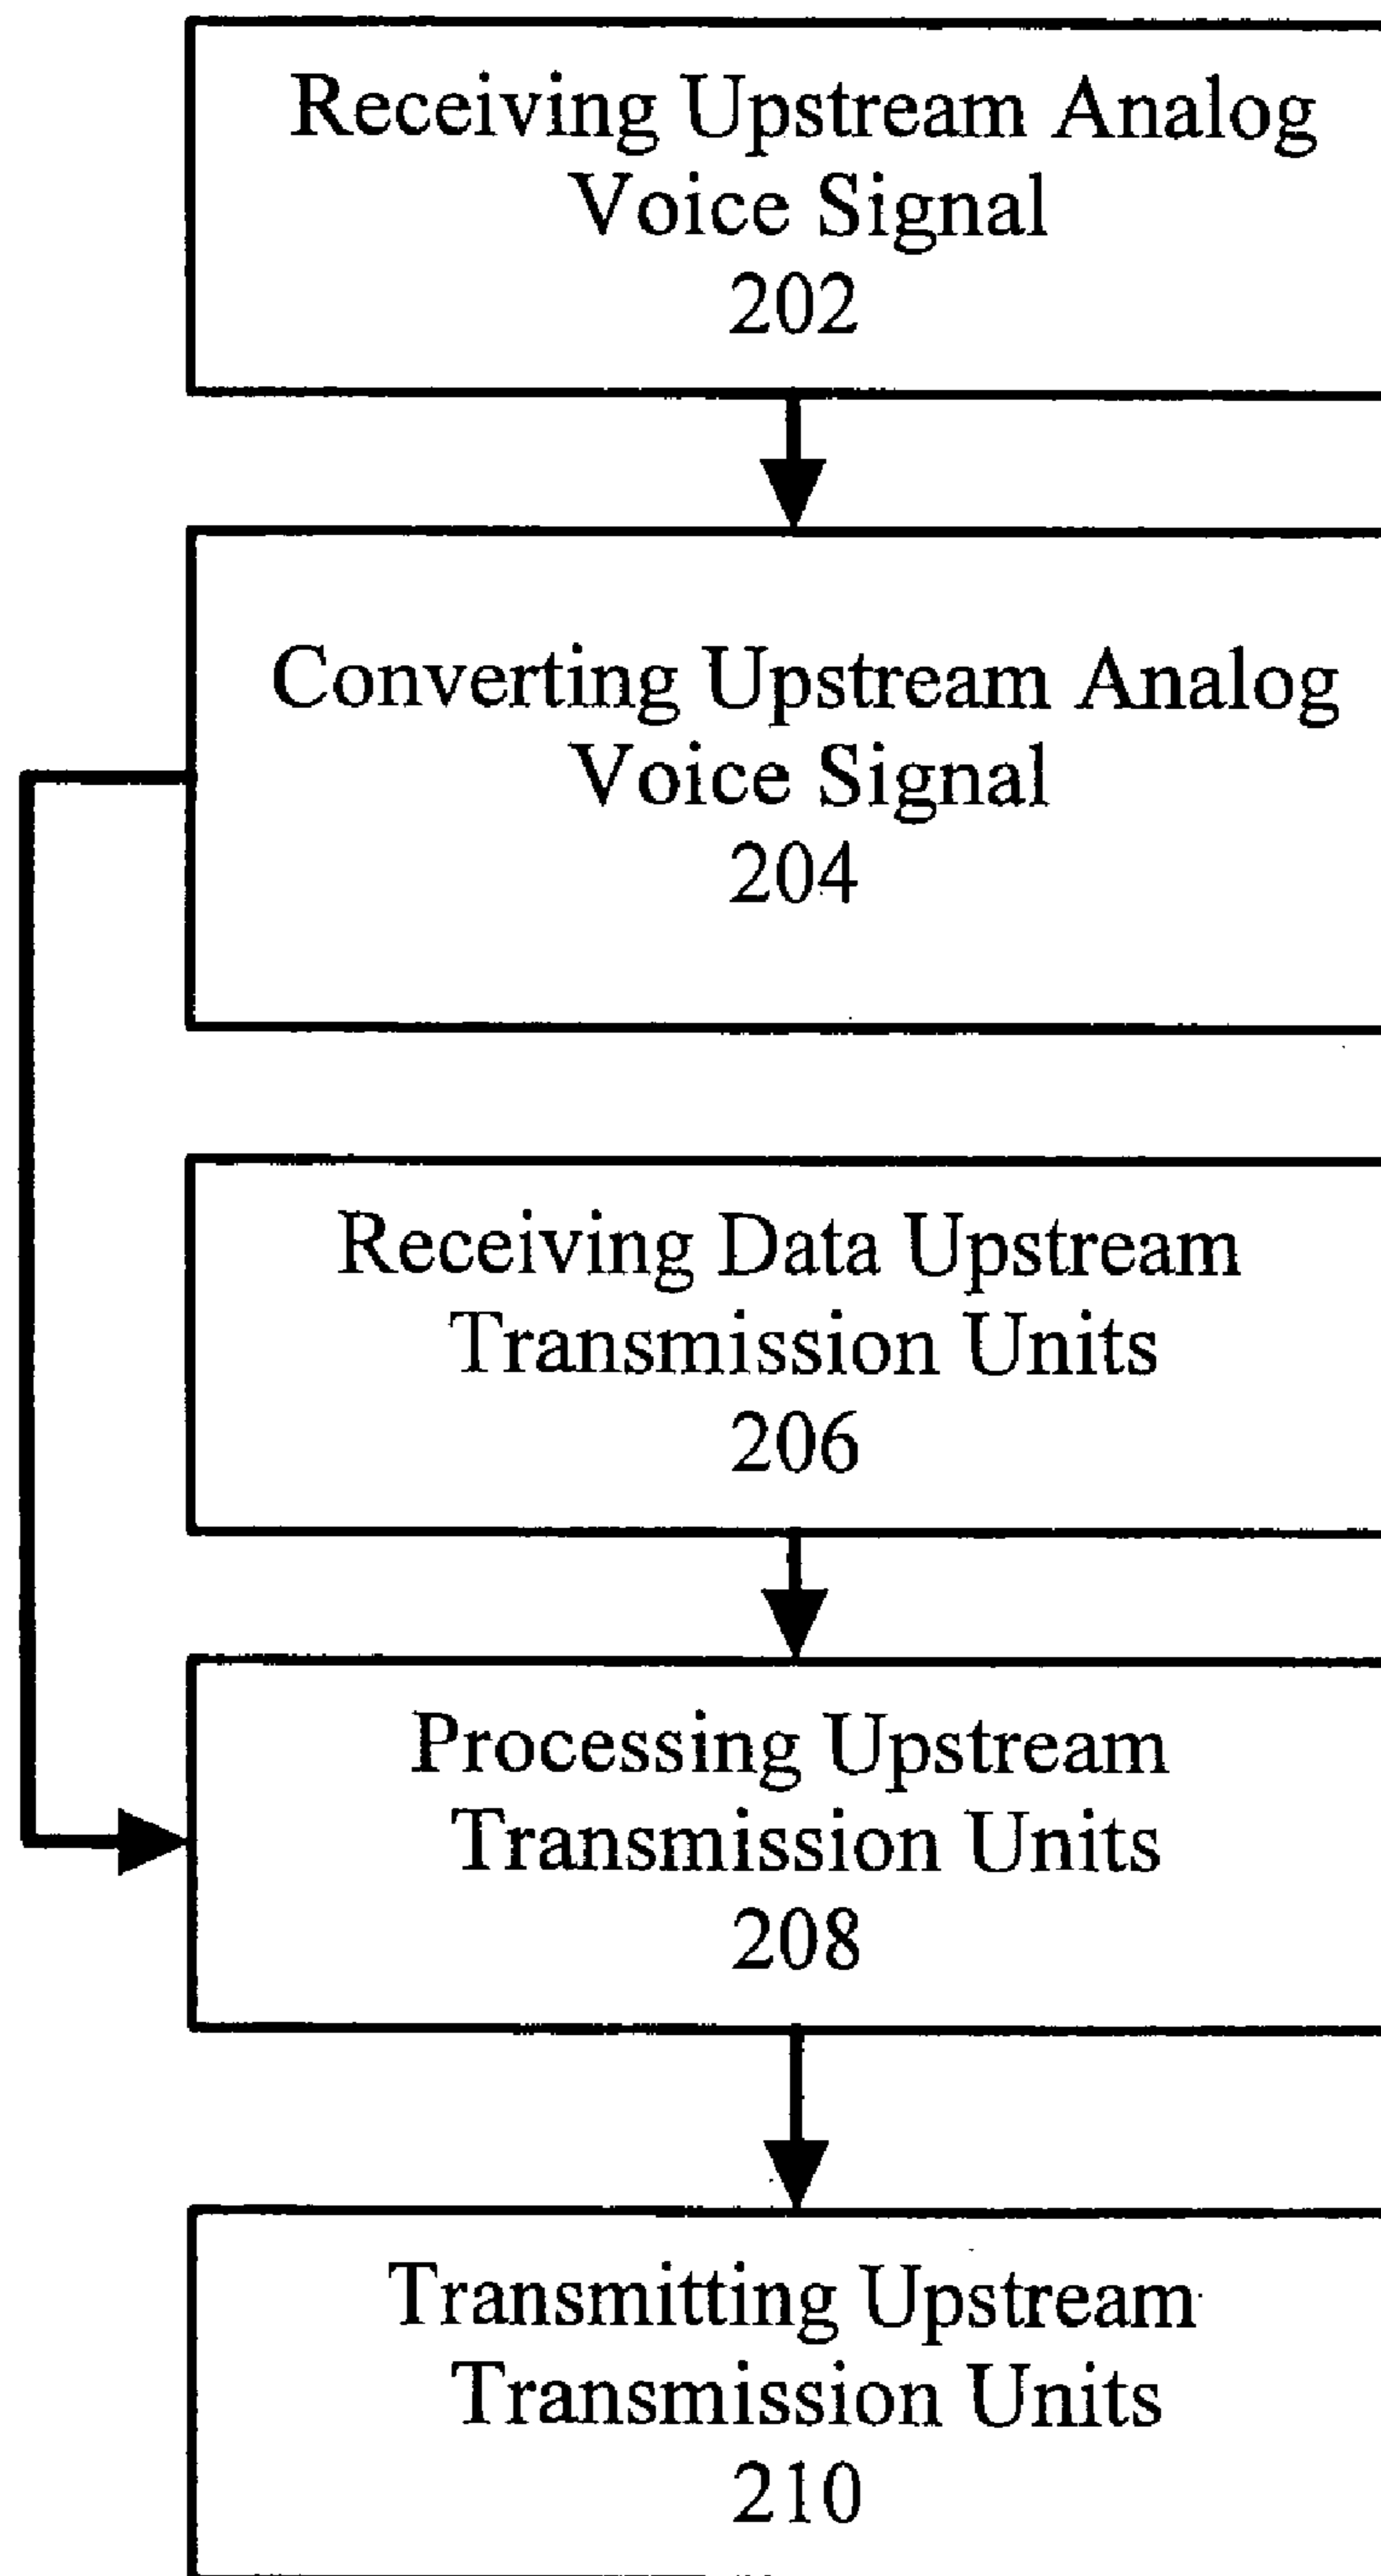 Receiving Upstream Analog
Voice Signal
202
Converting Upstream Analog
Voice Signal
204
Receiving Data Upstream
Transmission Units
206
Processing Upstream
Transmission Units
208
Transmitting Upstream
Transmission Units
210